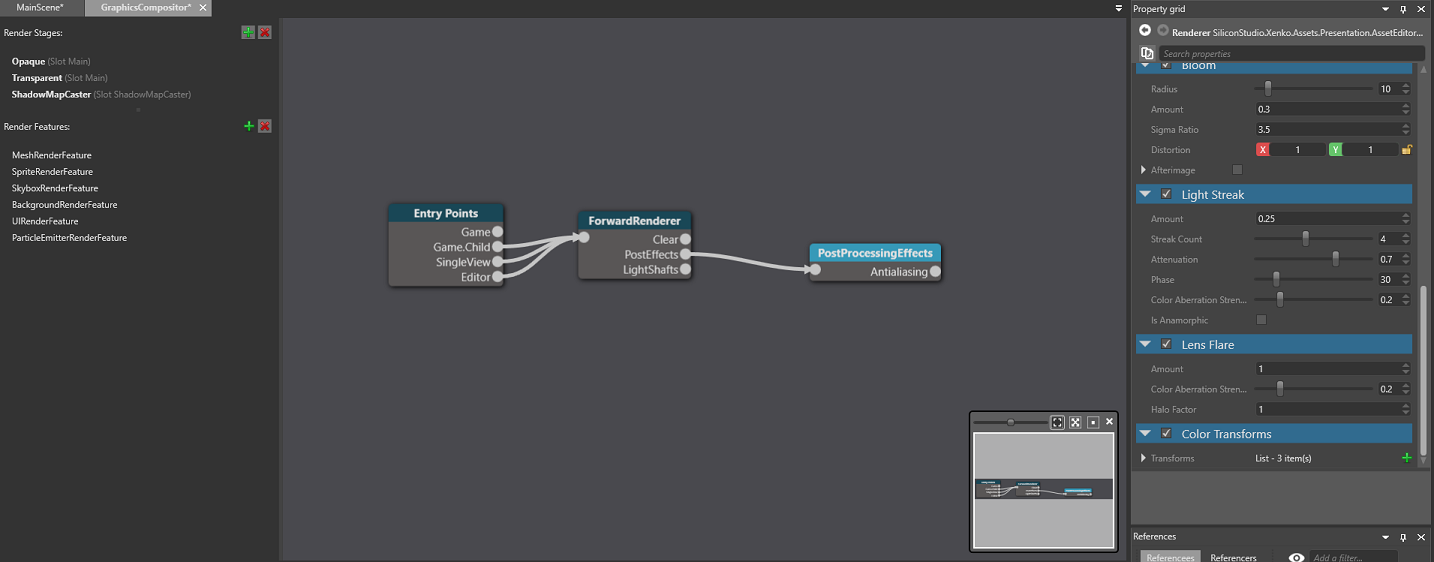 MainScene*
GraphicsCompositor*
Render Stages:
Opaque (Slot Main)
Transparent (Slot Main)
ShadowMapCaster (Slot ShadowMapCaster)
Render Features:
MeshRenderFeature
SpriteRenderFeature
SkyboxRenderFeature
BackgroundRenderFeature
UIRenderFeature
ParticleEmitterRenderFeature
Entry Points
Game
Game.Child
SingleView
Editor
ForwardRenderer
Clear
PostEffects
LightShafts
PostProcessingEffects
Antialiasing
Property grid
Renderer SiliconStudio.Xenko.Assets.Presentation.AssetEditor...
Search properties
Bloom
Radius 10
Amount 0.3
Sigma Ratio 3.5
Distortion X 1 Y 1
Afterimage
Light Streak
Amount 0.25
Streak Count 4
Attenuation 0.7
Phase 30
Color Aberration Stren... 0.2
Is Anamorphic
Lens Flare
Amount 1
Color Aberration Stren... 0.2
Halo Factor 1
Color Transforms
Transforms List - 3 item(s)
References
Referencees Referencers Add a filter...